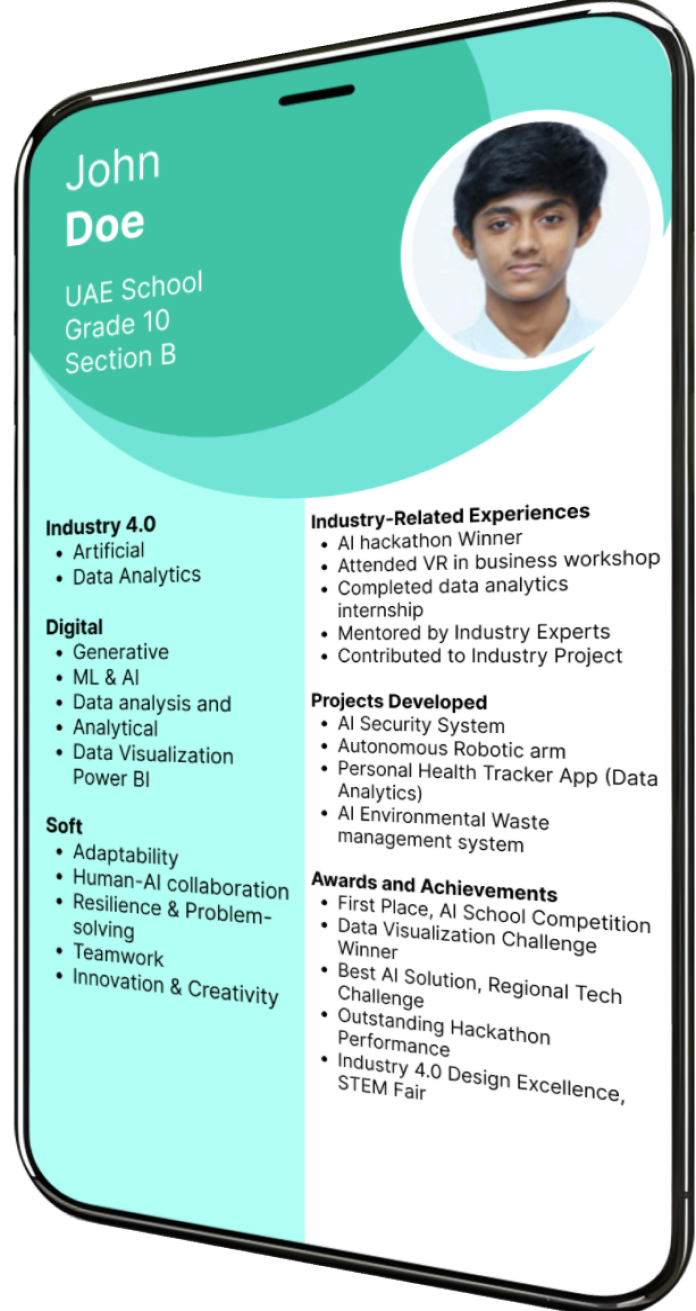 John
Doe
UAE School
Grade 10
Section B
Industry 4.0
• Artificial
• Data Analytics
Digital
• Generative
• ML & AI
• Data analysis and
• Analytical
• Data Visualization
Power BI
Soft
• Adaptability
• Human-AI collaboration
• Resilience & Problem-
solving
• Teamwork
• Innovation & Creativity
Industry-Related Experiences
• AI hackathon Winner
• Attended VR in business workshop
• Completed data analytics
internship
• Mentored by Industry Experts
• Contributed to Industry Project
Projects Developed
• AI Security System
• Autonomous Robotic arm
• Personal Health Tracker App (Data
Analytics)
• AI Environmental Waste
management system
Awards and Achievements
• First Place, AI School Competition
• Data Visualization Challenge
Winner
• Best AI Solution, Regional Tech
Challenge
• Outstanding Hackathon
Performance
• Industry 4.0 Design Excellence,
STEM Fair